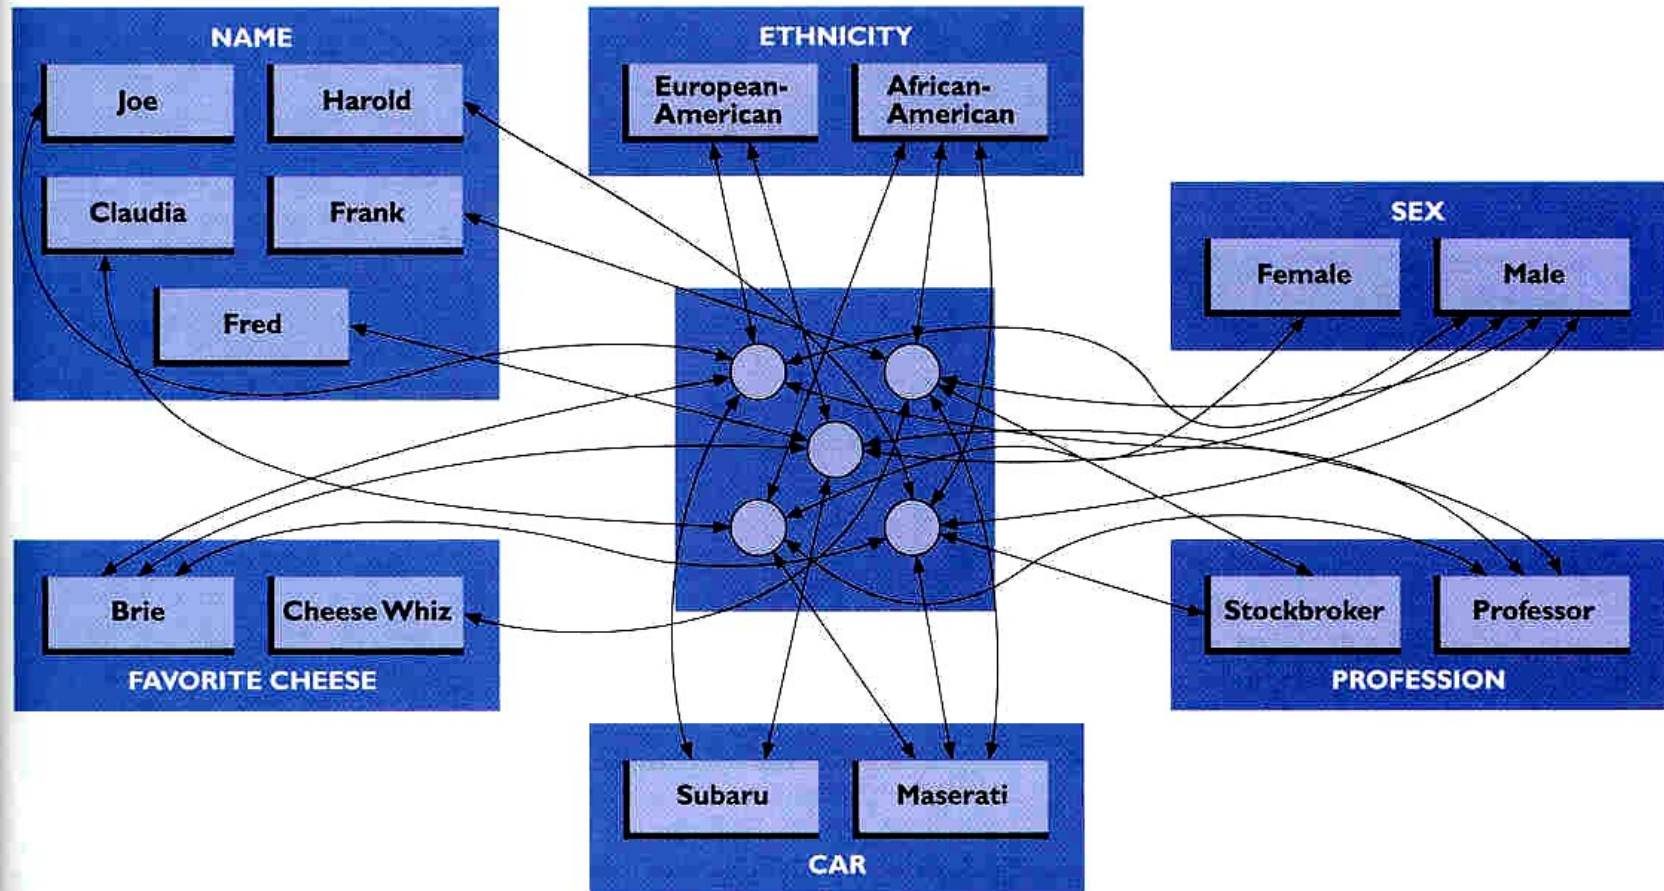 NAME
Joe
Harold
Claudia
Frank
Fred
ETHNICITY
European-
American
African-
American
SEX
Female
Male
Brie
Cheese Whiz
FAVORITE CHEESE
Stockbroker
Professor
PROFESSION
Subaru
Maserati
CAR